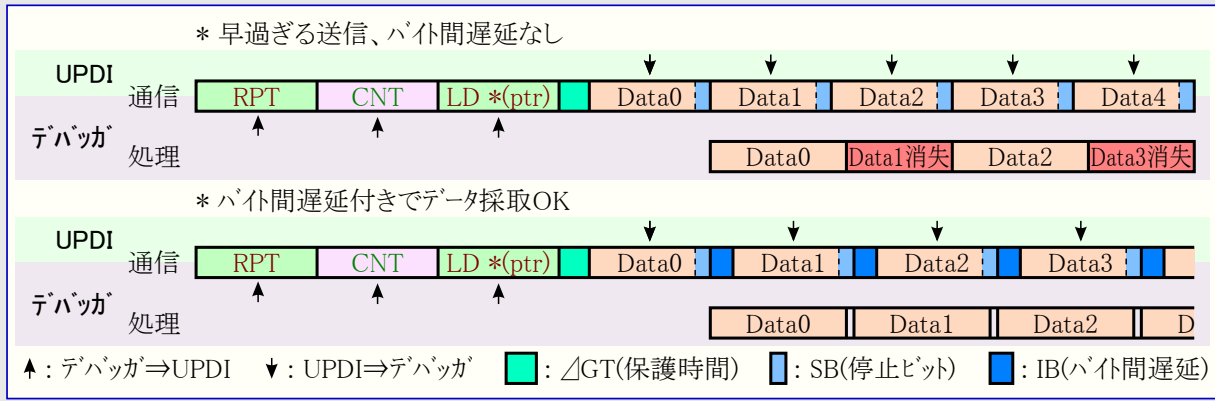 * 早過ぎる送信、バイト間遅延なし
UPDI
通信 RPT CNT LD *(ptr) Data0 Data1 Data2 Data3 Data4
デバッガ
処理 Data0 Data1消失 Data2 Data3消失
* バイト間遅延付きでデータ採取OK
UPDI
通信 RPT CNT LD *(ptr) Data0 Data1 Data2 Data3
デバッガ
処理 Data0 Data1 Data2 D
↑ : デバッガ⇒UPDI ↓ : UPDI⇒デバッガ : ⊿GT(保護時間) : SB(停止ビット) : IB(バイト間遅延)